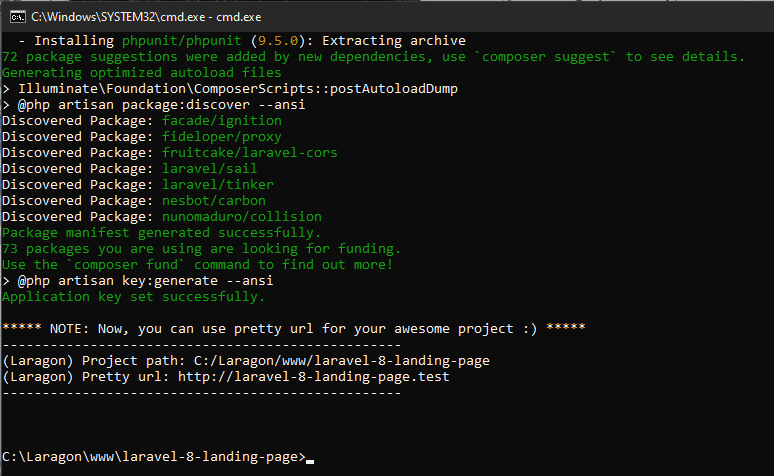 C:\Windows\SYSTEM32\cmd.exe - cmd.exe
- Installing phpunit/phpunit (9.5.0): Extracting archive
72 package suggestions were added by new dependencies, use `composer suggest` to see details.
Generating optimized autoload files
> Illuminate\Foundation\ComposerScripts::postAutoloadDump
> @php artisan package:discover --ansi
Discovered Package: facade/ignition
Discovered Package: fideloper/proxy
Discovered Package: fruitcake/laravel-cors
Discovered Package: laravel/sail
Discovered Package: laravel/tinker
Discovered Package: nesbot/carbon
Discovered Package: nunomaduro/collision
Package manifest generated successfully.
73 packages you are using are looking for funding.
Use the `composer fund` command to find out more!
> @php artisan key:generate --ansi
Application key set successfully.
***** NOTE: Now, you can use pretty url for your awesome project :) *****
--------------------------------------------------
(Laragon) Project path: C:/Laragon/www/laravel-8-landing-page
(Laragon) Pretty url: http://laravel-8-landing-page.test
--------------------------------------------------
C:\Laragon\www\laravel-8-landing-page>